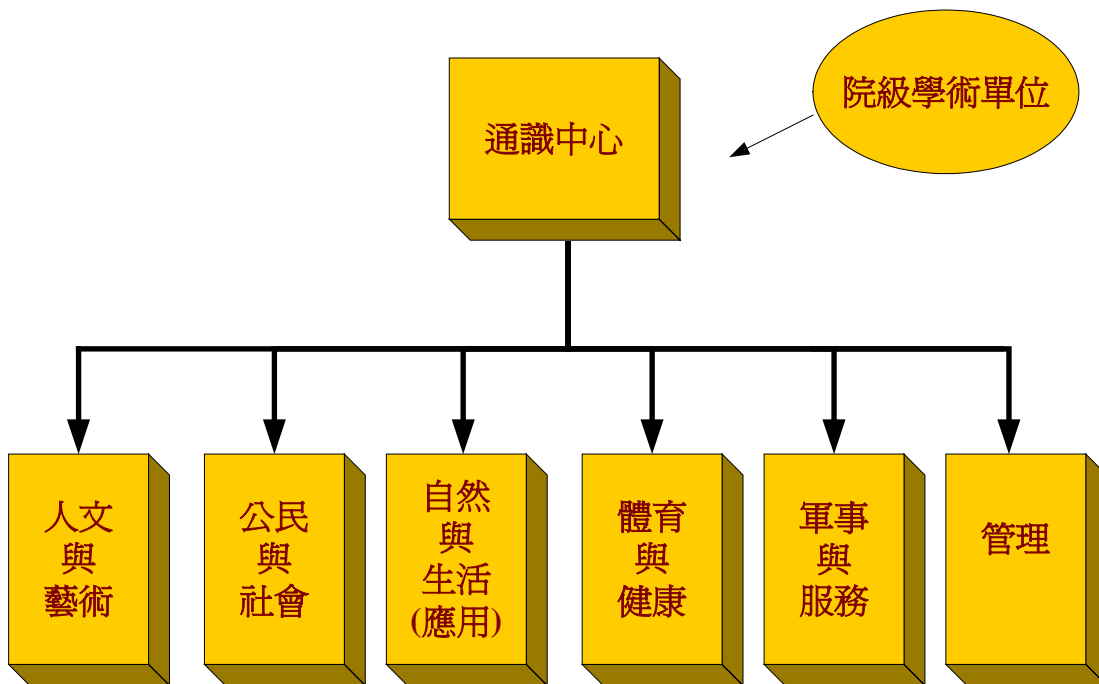 院級學術單位
通識中心
人文
與
藝術
公民
與
社會
自然
與
生活
(應用)
體育
與
健康
軍事
與
服務
管理